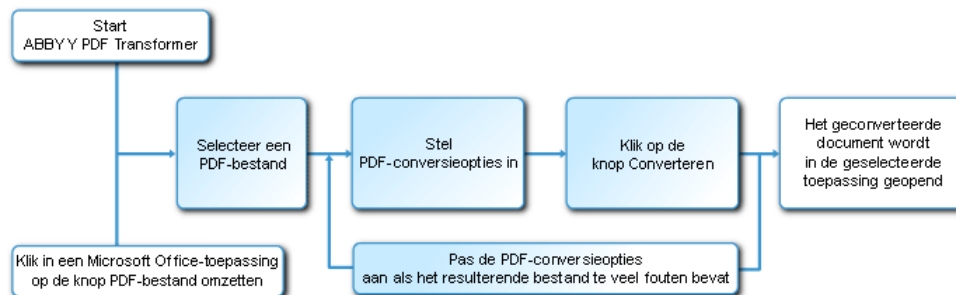 Start
ABBYY PDF Transformer
Selecteer een
PDF-bestand
Stel
PDF-conversieopties in
Klik op de
knop Converteren
Het geconverteerde
document wordt
in de geselecteerde
toepassing geopend
Klik in een Microsoft Office-toepassing
op de knop PDF-bestand omzetten
Pas de PDF-conversieopties
aan als het resulterende bestand te veel fouten bevat